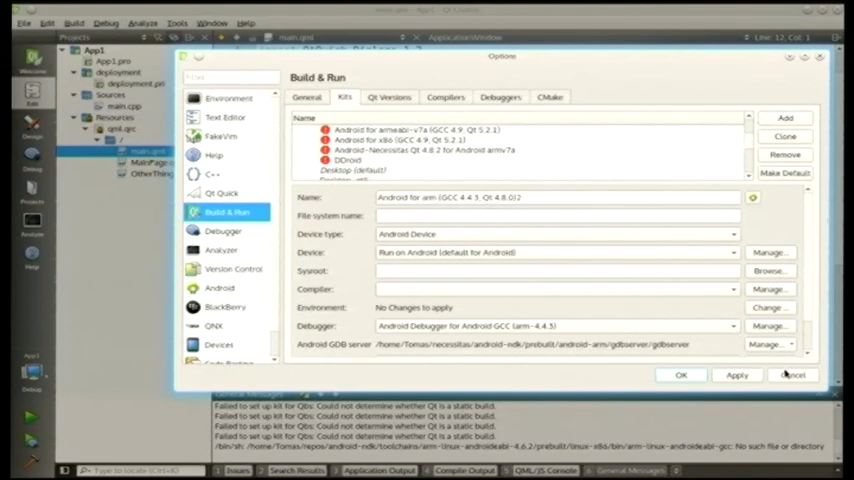 File Edit Build Debug Analyze Tools Window Help
Projects
main.qml
ApplicationWindow
Line: 12, Col: 1
App1
App1.pro
deployment
deployment.pri
Sources
main.cpp
Resources
qml.qrc
/
main.qml
MainPage.q
OtherThing
Welcome
Edit
Design
Debug
Projects
Analyze
Help
App1
Debug
Options
Filter
Environment
Text Editor
FakeVim
Help
C++
Qt Quick
Build & Run
Debugger
Analyzer
Version Control
Android
BlackBerry
QNX
Devices
Build & Run
General Kits Qt Versions Compilers Debuggers CMake
Name
Android for armeabi-v7a (GCC 4.9, Qt 5.2.1)
Android for x86 (GCC 4.9, Qt 5.2.1)
Android-Necessitas Qt 4.8.2 for Android armv7a
DDroid
Desktop (default)
Add
Clone
Remove
Make Default
Name: Android for arm (GCC 4.4.3, Qt 4.8.0)2
File system name:
Device type: Android Device
Device: Run on Android (default for Android) Manage...
Sysroot: Browse...
Compiler: Manage...
Environment: No Changes to apply Change...
Debugger: Android Debugger for Android GCC (arm-4.4.3) Manage...
Android GDB server /home/Tomas/necessitas/android-ndk/prebuilt/android-arm/gdbserver/gdbserver Manage...
OK Apply Cancel
General Messages
Failed to set up kit for Qbs: Could not determine whether Qt is a static build.
Failed to set up kit for Qbs: Could not determine whether Qt is a static build.
Failed to set up kit for Qbs: Could not determine whether Qt is a static build.
Failed to set up kit for Qbs: Could not determine whether Qt is a static build.
/bin/sh: /home/Tomas/repos/android-ndk/toolchains/arm-linux-androideabi-4.6.2/prebuilt/linux-x86/bin/arm-linux-androideabi-gcc: No such file or directory
Type to locate (Ctrl+K)
1 Issues 2 Search Results 3 Application Output 4 Compile Output 5 QML/JS Console 6 General Messages